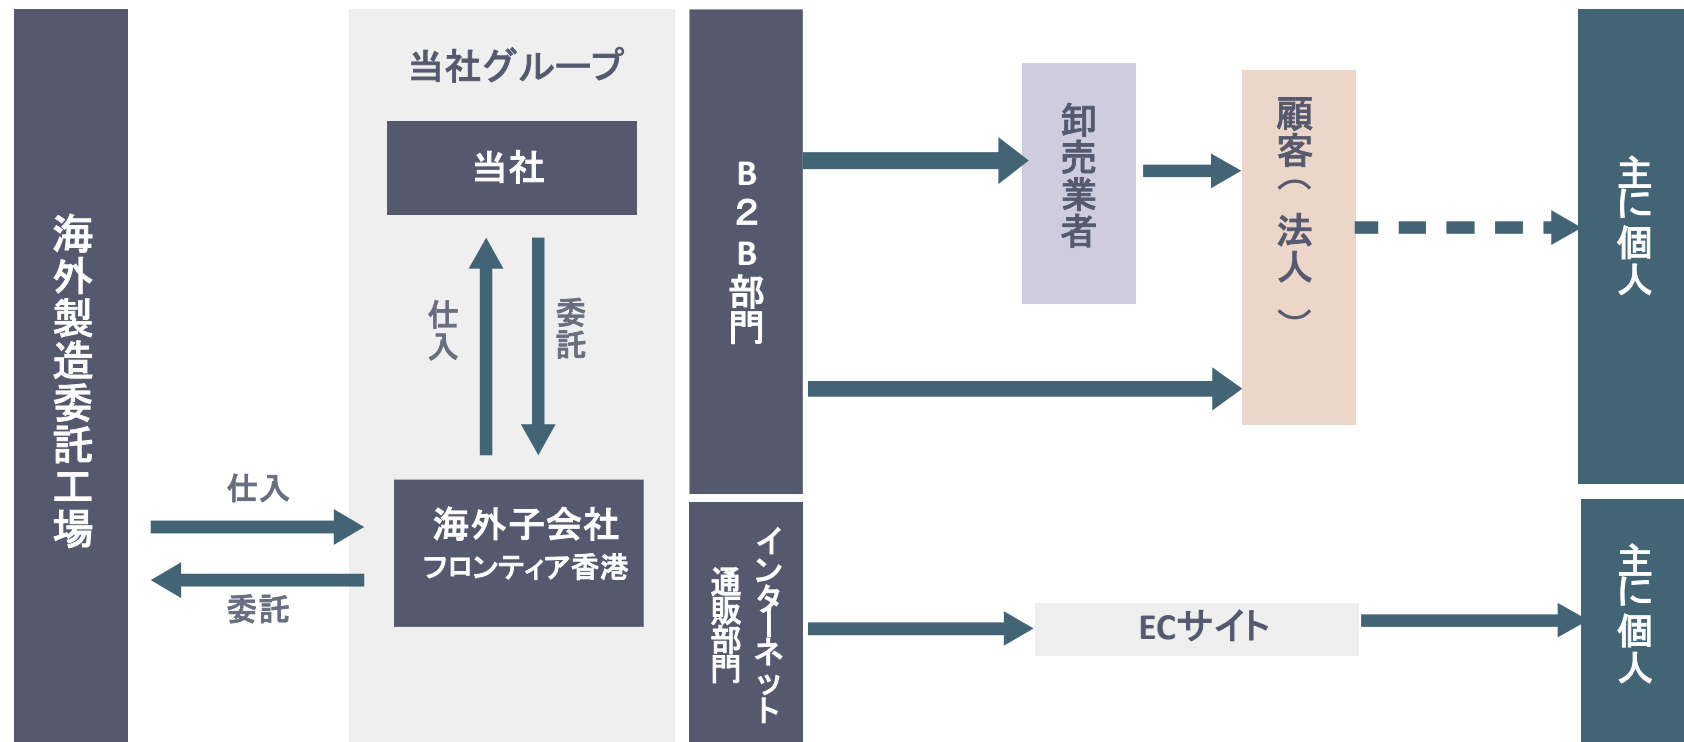 海外製造委託工場
仕入
委託
当社グループ
当社
仕入
委託
海外子会社
フロンティア香港
B2B部門
インターネット
通販部門
卸売業者
顧客(法人)
主に個人
ECサイト
主に個人